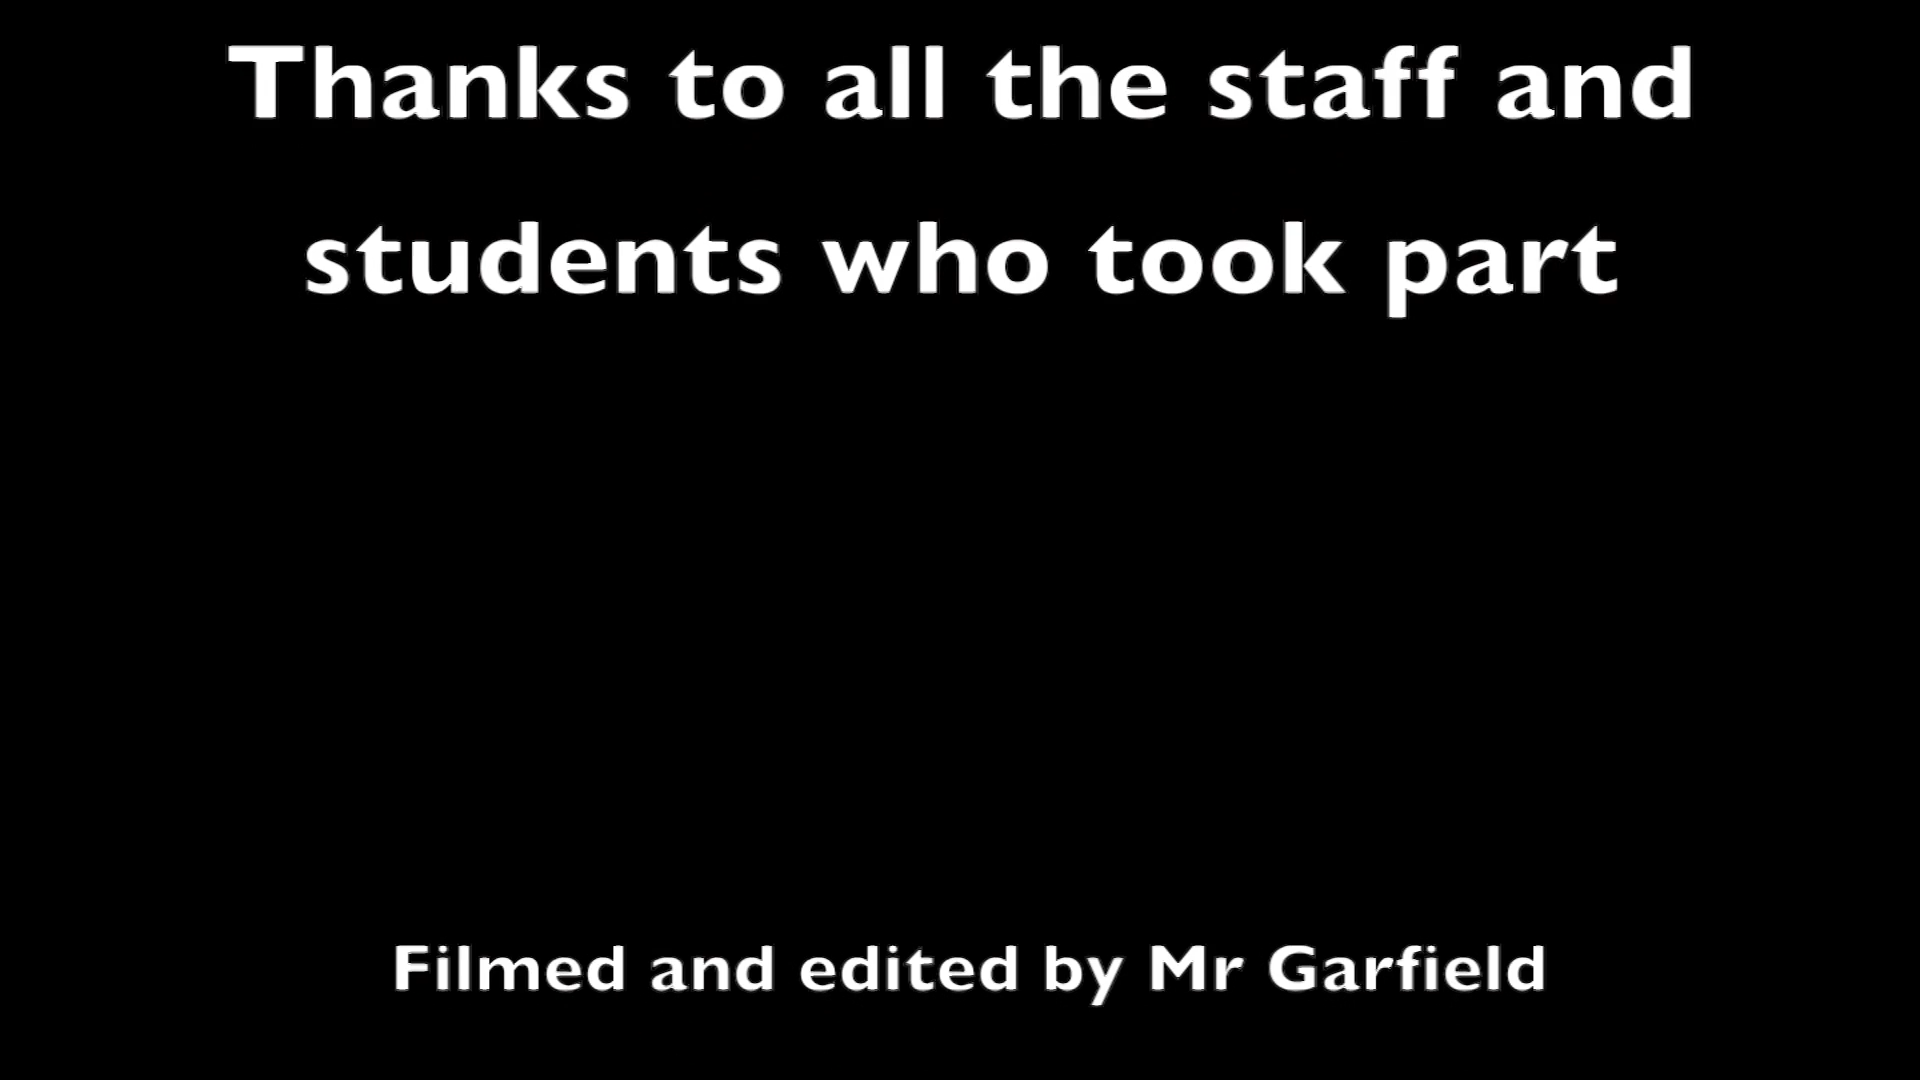 Thanks to all the staff and
students who took part
Filmed and edited by Mr Garfield